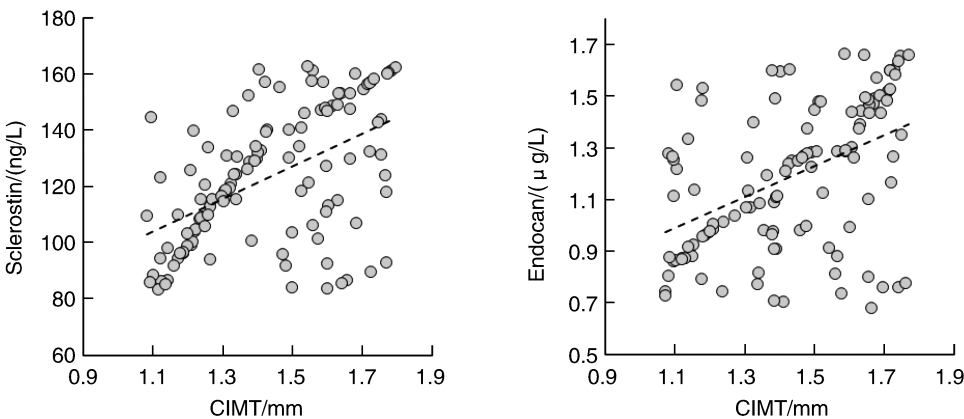 180
160
140
120
100
80
60
Sclerostin/(ng/L)
0.9 1.1 1.3 1.5 1.7 1.9
CIMT/mm
1.7
1.5
1.3
1.1
0.9
0.7
0.5
Endocan/( μ g/L)
0.9 1.1 1.3 1.5 1.7 1.9
CIMT/mm